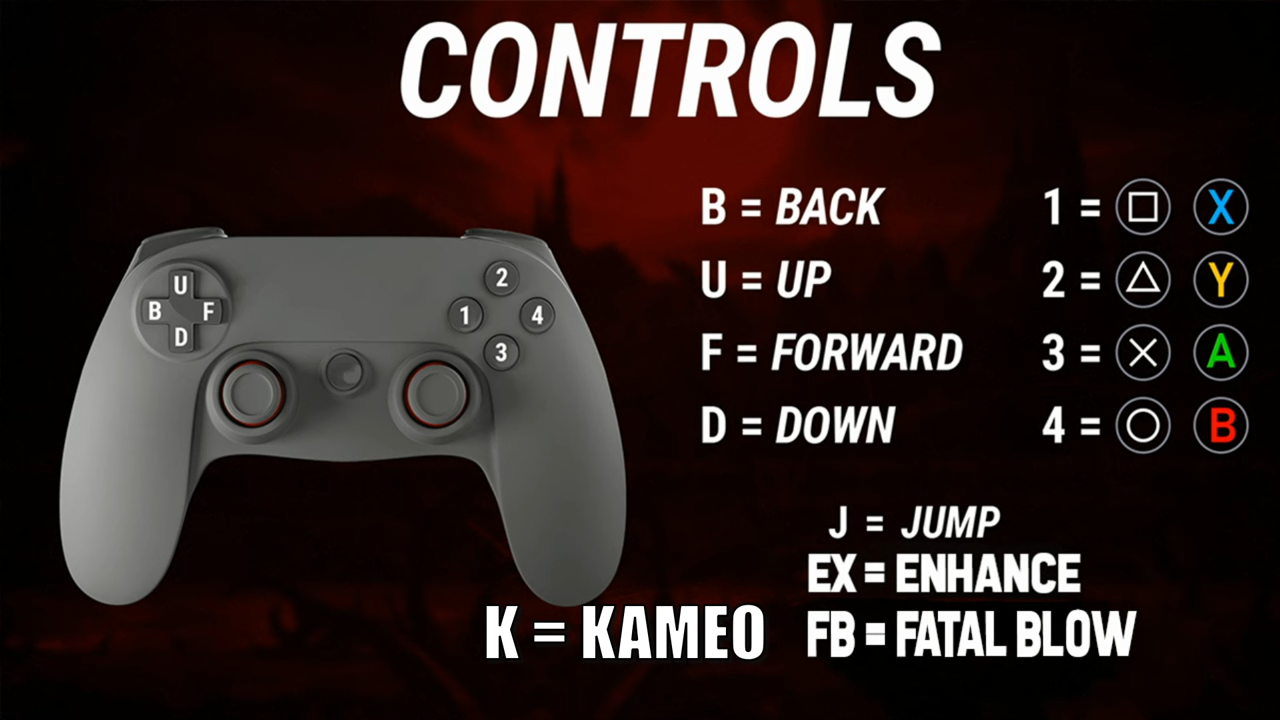 CONTROLS
B = BACK
1 = □ X
U = UP
2 = △ Y
F = FORWARD
3 = ✕ A
D = DOWN
4 = ○ B
U
B F
D
2
1 4
3
J = JUMP
EX = ENHANCE
K = KAMEO
FB = FATAL BLOW